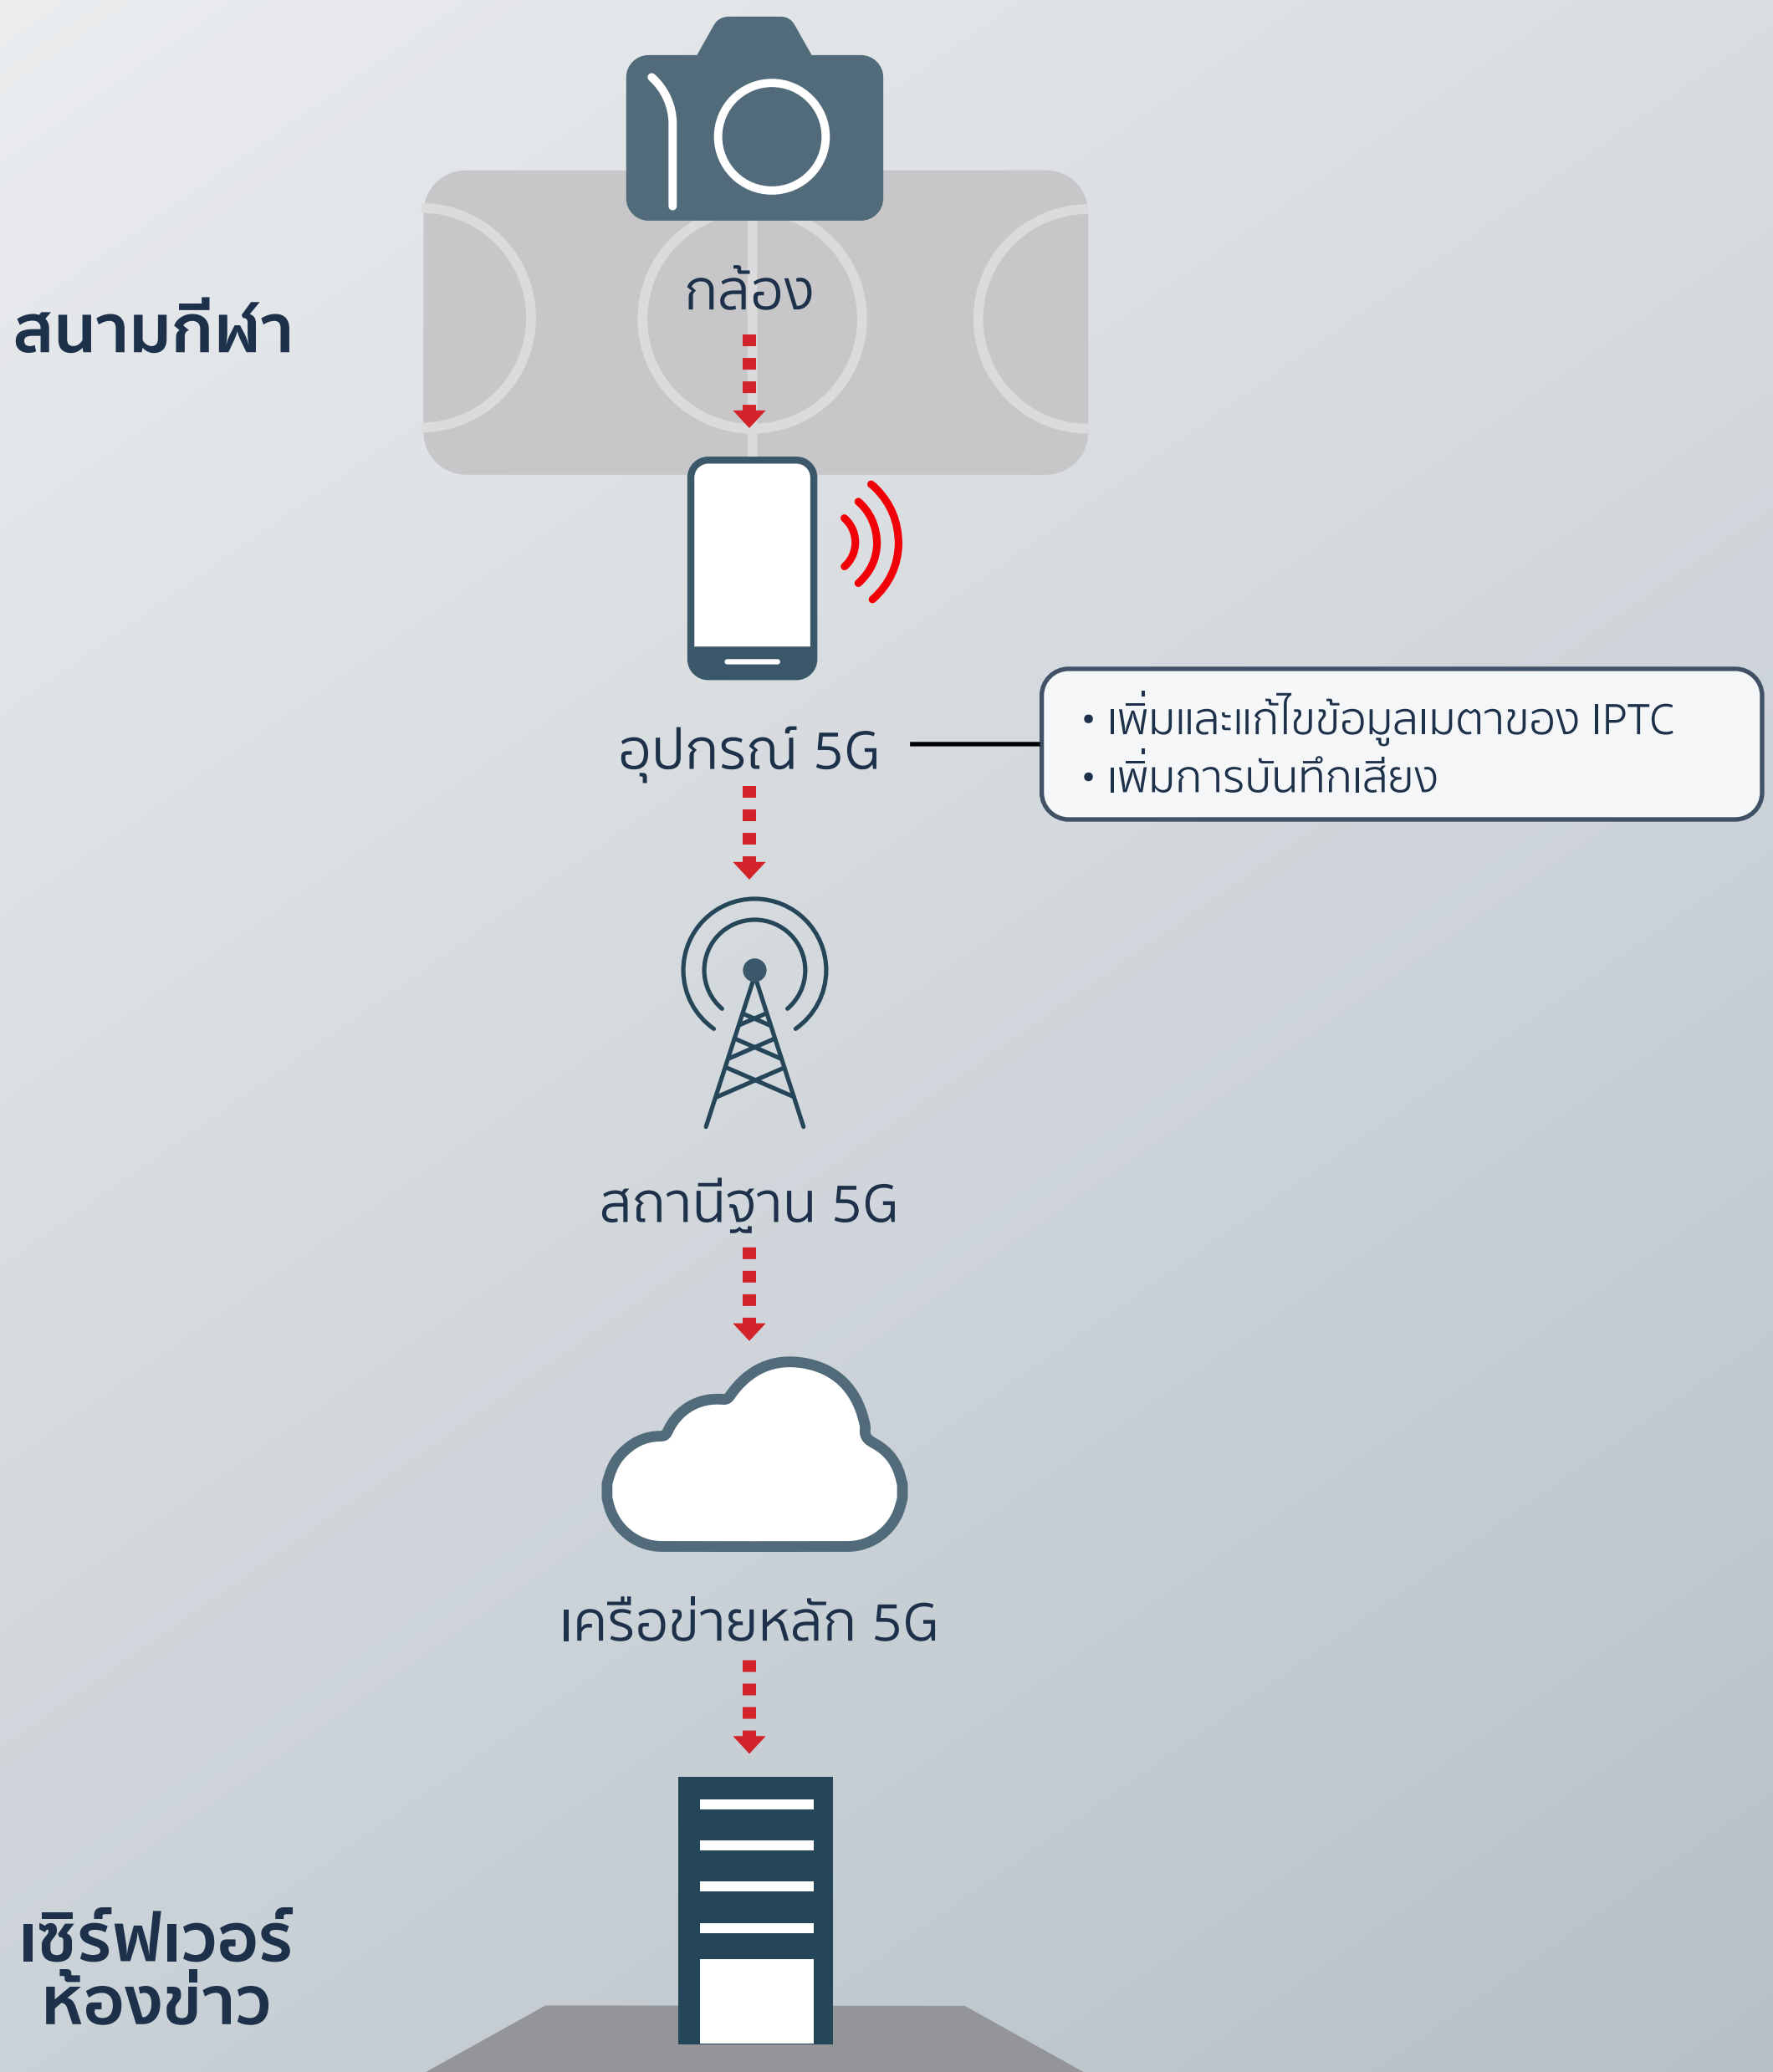 กล้อง
สนามกีฬา
• เพิ่มและแก้ไขข้อมูลเมตาของ IPTC
• เพิ่มการบันทึกเสียง
อุปกรณ์ 5G
สถานีฐาน 5G
เครือข่ายหลัก 5G
เซิร์ฟเวอร์
ห้องข่าว